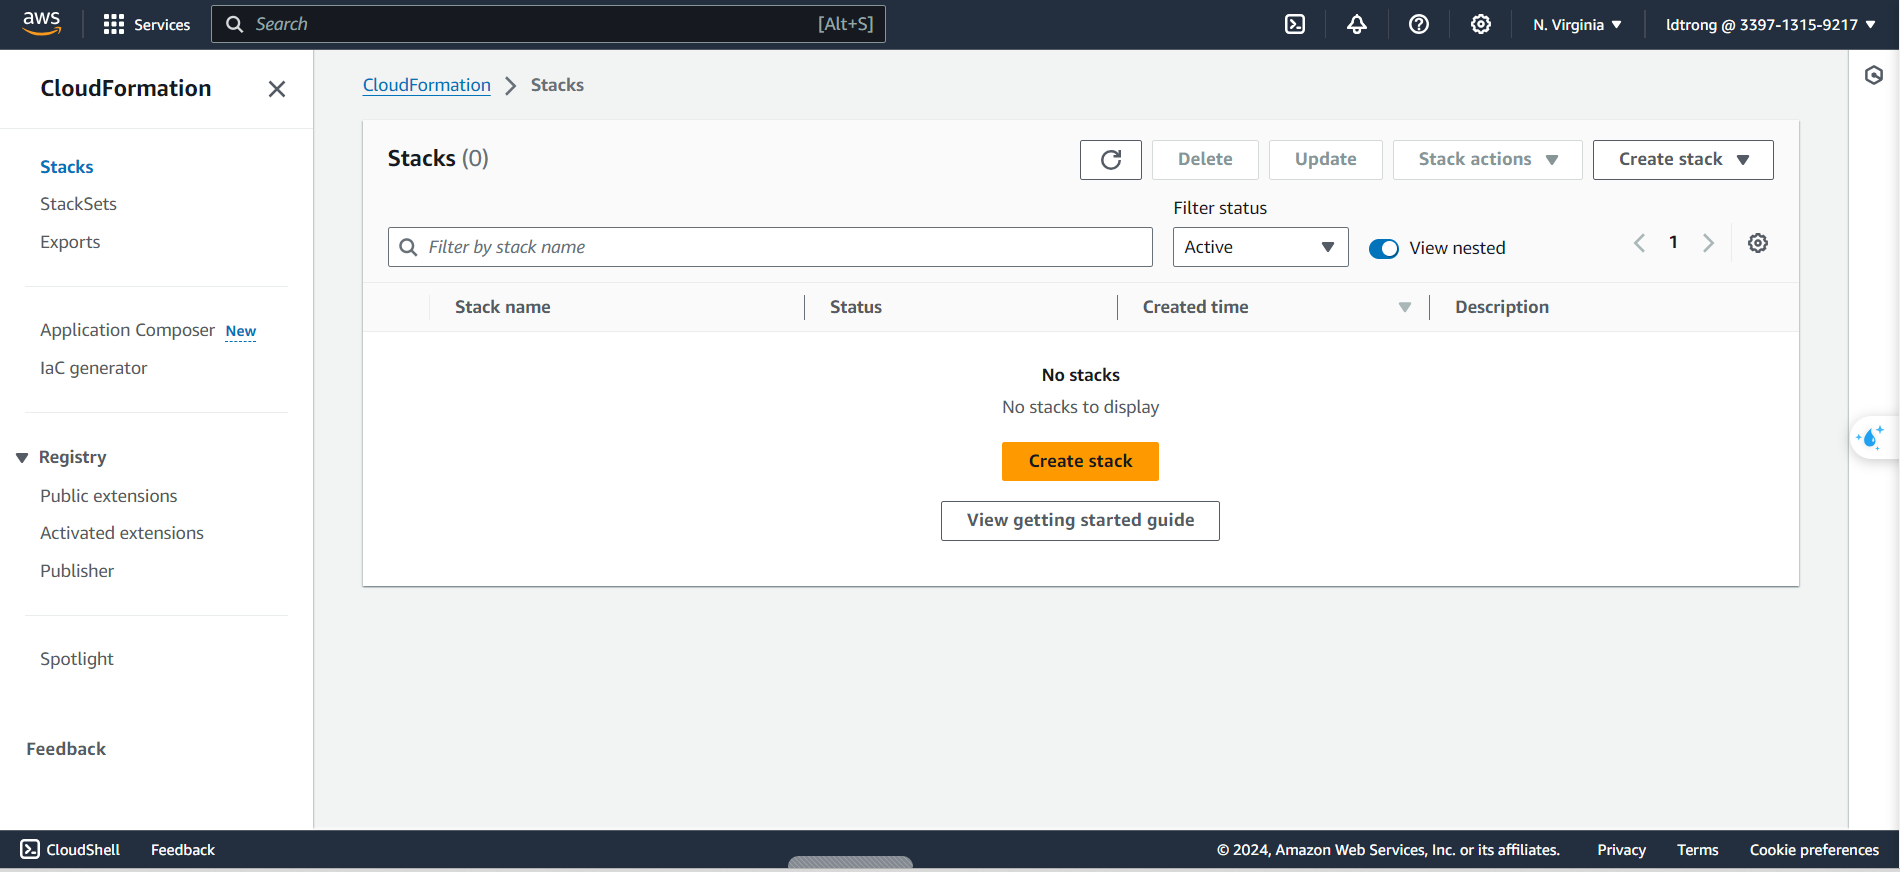 aws
Services
Search [Alt+S]
N. Virginia
ldtrong @ 3397-1315-9217
CloudFormation
Stacks
StackSets
Exports
Application Composer New
IaC generator
Registry
Public extensions
Activated extensions
Publisher
Spotlight
Feedback
CloudFormation Stacks
Stacks (0)
Delete
Update
Stack actions
Create stack
Filter status
Filter by stack name
Active
View nested
1
Stack name
Status
Created time
Description
No stacks
No stacks to display
Create stack
View getting started guide
CloudShell
Feedback
© 2024, Amazon Web Services, Inc. or its affiliates.
Privacy
Terms
Cookie preferences